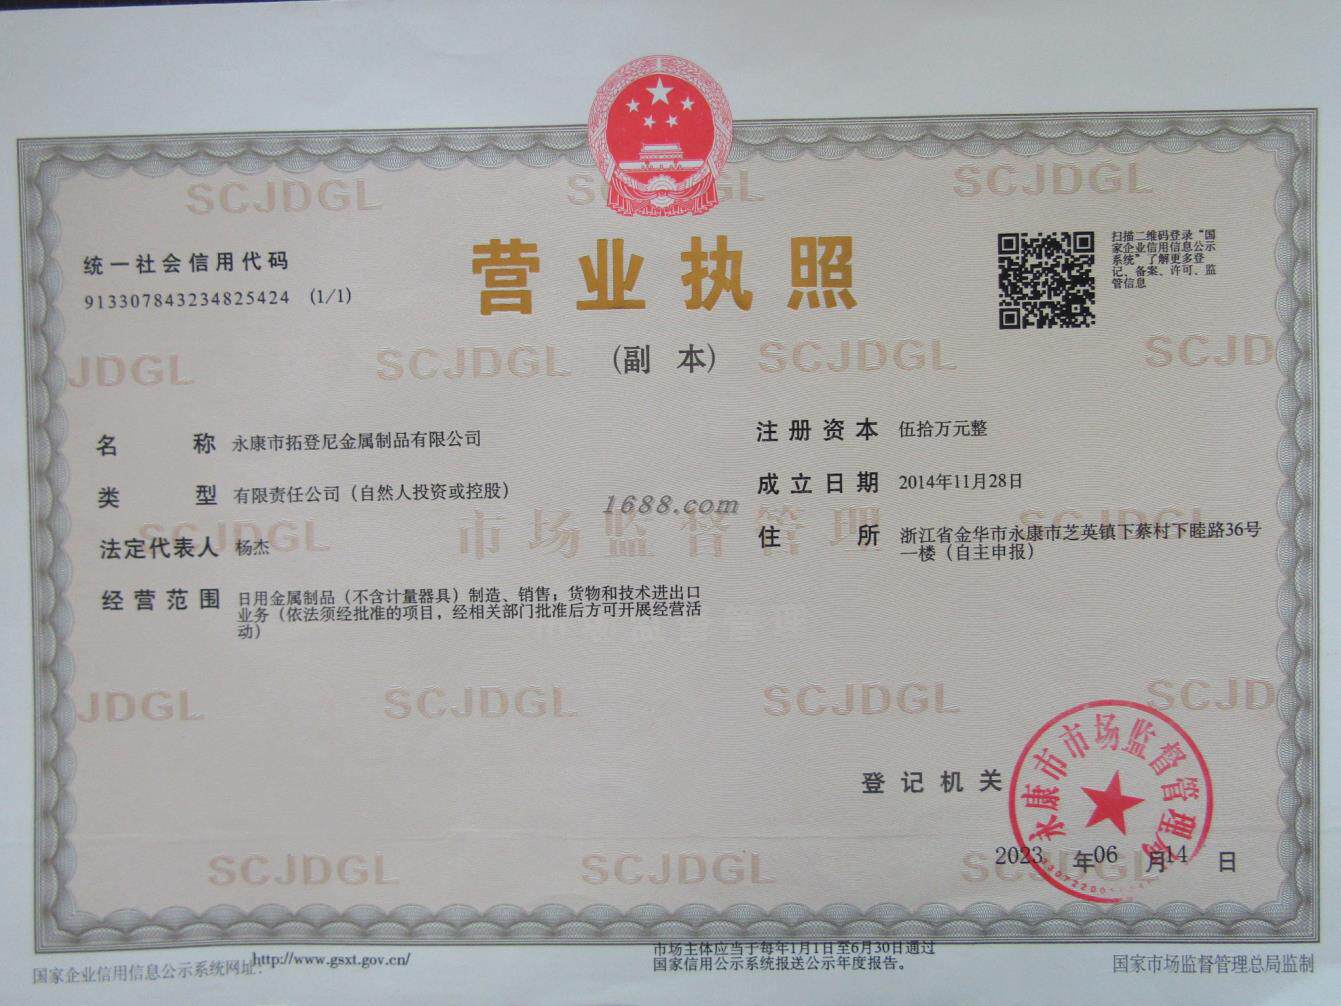 营业执照
(副 本)
统一社会信用代码
913307843234825424 (1/1)
扫描二维码登录“国
家企业信用信息公示
系统”了解更多登
记、备案、许可、监
管信息
名 称 永康市拓登尼金属制品有限公司
类 型 有限责任公司（自然人投资或控股）
法定代表人 杨杰
经营范围 日用金属制品（不含计量器具）制造、销售；货物和技术进出口
业务（依法须经批准的项目，经相关部门批准后方可开展经营活
动）
注册资本 伍拾万元整
成立日期 2014年11月28日
住 所 浙江省金华市永康市芝英镇下蔡村下睦路36号
一楼（自主申报）
1688.com
市场监督管理
SCJDGL
登记机关
永康市市场监督管理局
2023 年06 月14 日
国家企业信用信息公示系统网址：http://www.gsxt.gov.cn/
市场主体应当于每年1月1日至6月30日通过
国家信用公示系统报送公示年度报告。
国家市场监督管理总局监制